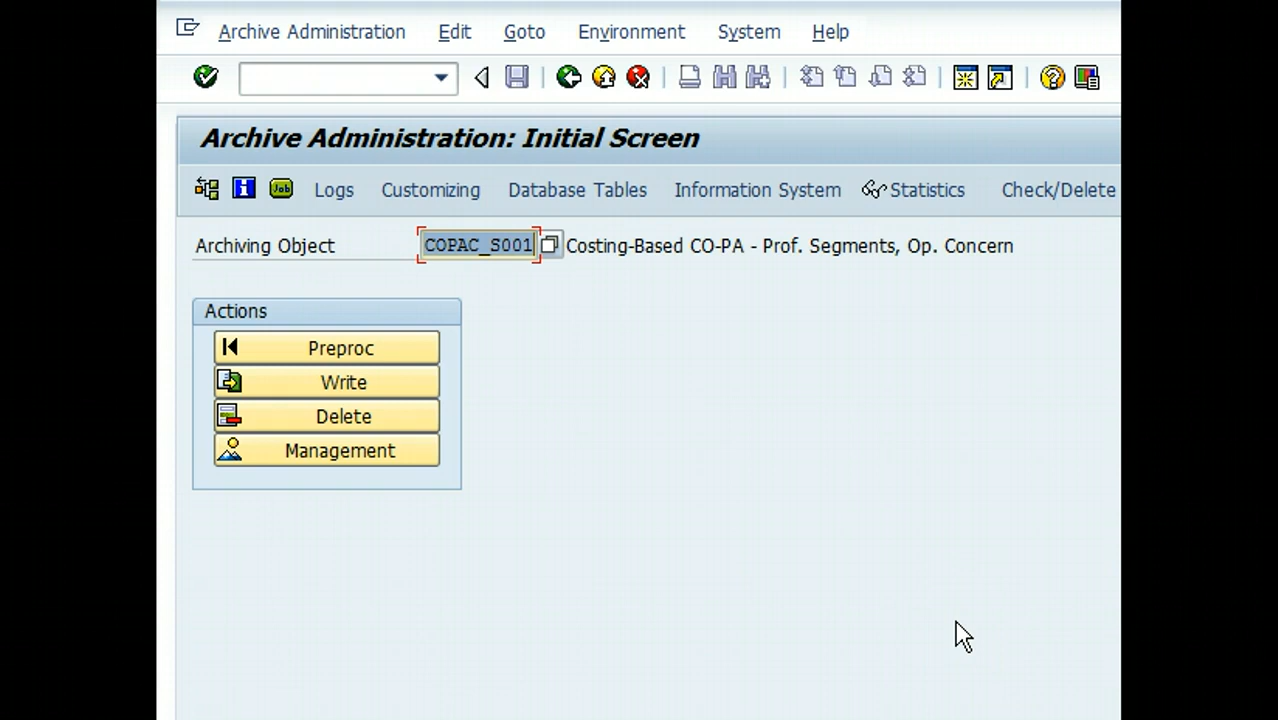 Archive Administration Edit Goto Environment System Help
Archive Administration: Initial Screen
Job Logs Customizing Database Tables Information System Statistics Check/Delete
Archiving Object COPAC_S001 Costing-Based CO-PA - Prof. Segments, Op. Concern
Actions
Preproc
Write
Delete
Management